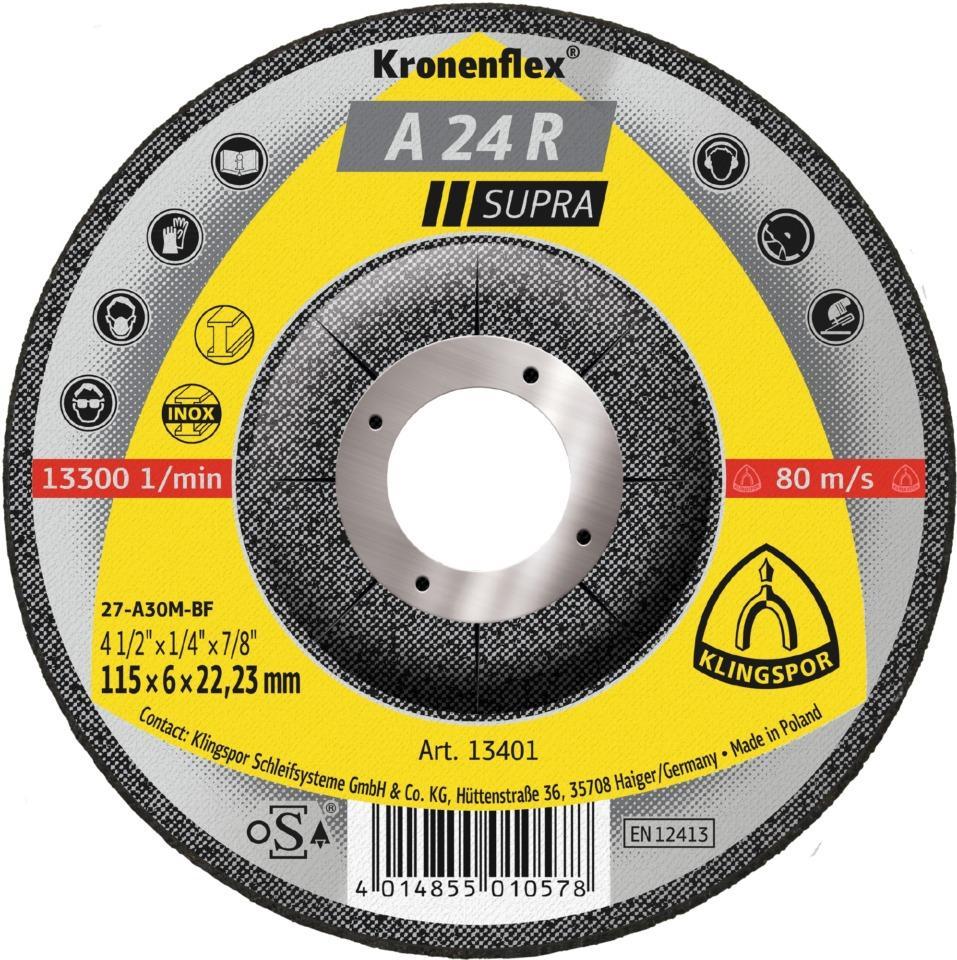 Kronenflex®
A 24 R
SUPRA
INOX
13300 1/min
80 m/s
27-A30M-BF
4 1/2" x 1/4" x 7/8"
115 x 6 x 22,23 mm
KLINGSPOR
Art. 13401
Contact: Klingspor Schleifsysteme GmbH & Co. KG, Hüttenstraße 36, 35708 Haiger/Germany • Made in Poland
oS®
EN 12413
4 014855 010578